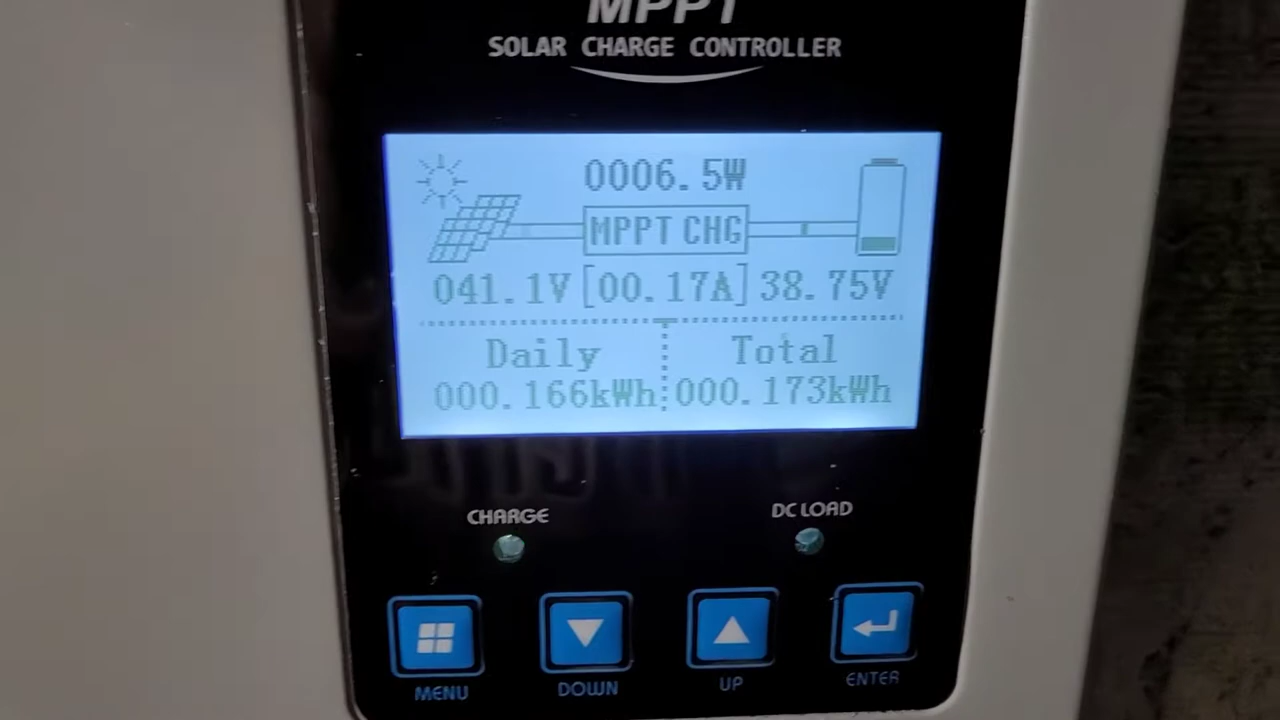 MPPT
SOLAR CHARGE CONTROLLER
0006.5W
MPPT CHG
041.1V [00.17A] 38.75V
Daily Total
000.166kWh 000.173kWh
CHARGE DC LOAD
MENU DOWN UP ENTER